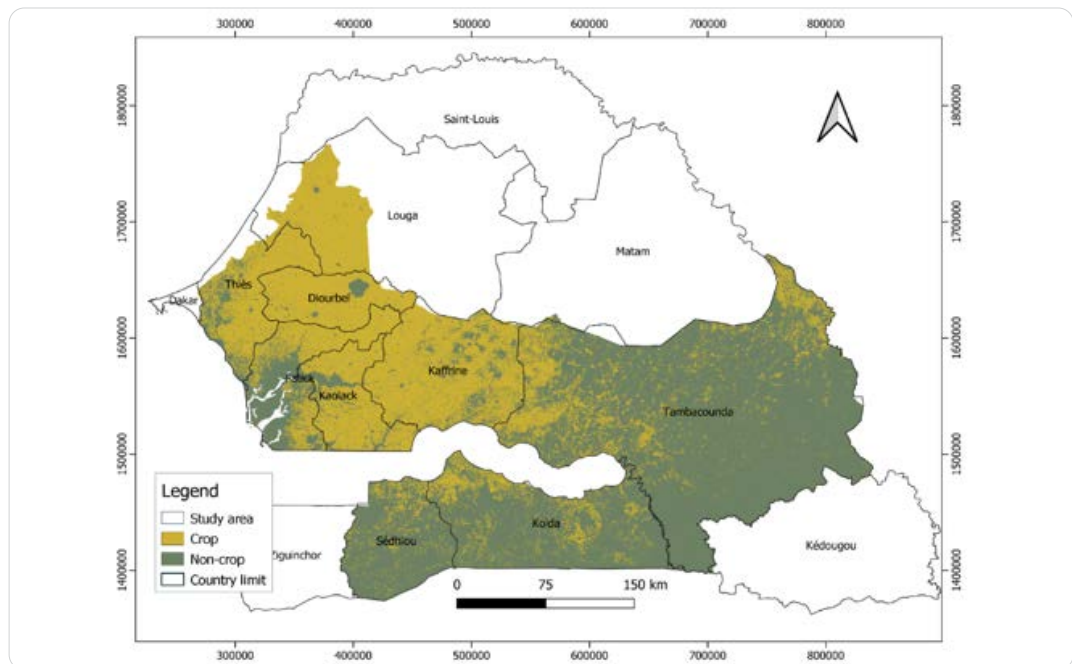 300000 400000 500000 600000 700000 800000
1800000
1700000
1600000
1500000
1400000
1800000
1700000
1600000
1500000
1400000
Saint-Louis
Louga
Matam
Thiès
Dakar
Diourbel
Fatick
Kaolack
Kaffrine
Tambacounda
Sédhiou
Kolda
Kédougou
Ziguinchor
Legend
Study area
Crop
Non-crop
Country limit
0 75 150 km
300000 400000 500000 600000 700000 800000